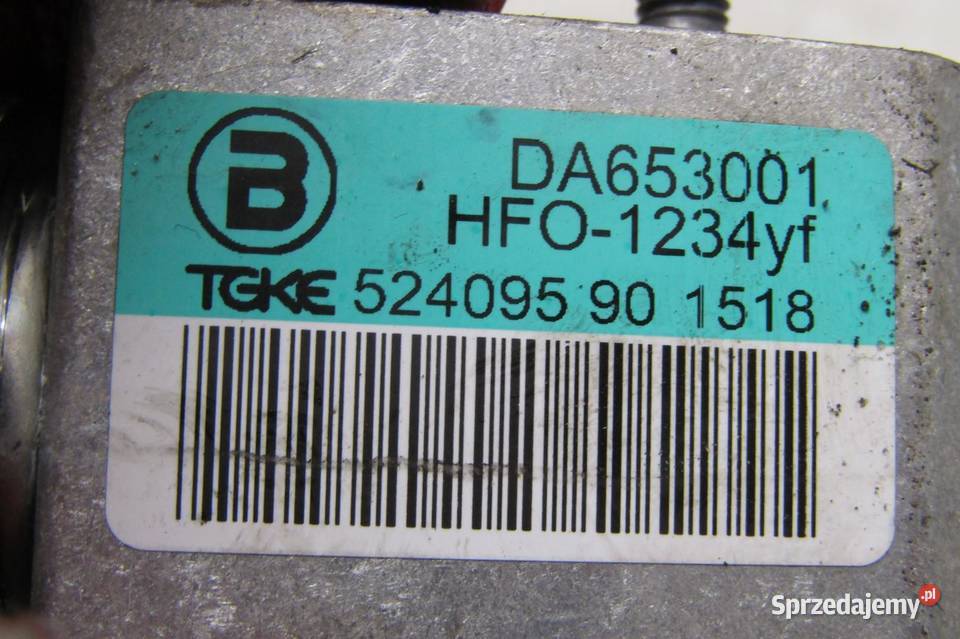 B
DA653001
HFO-1234yf
TGKE 524095 90 1518
Sprzedajemy.pl